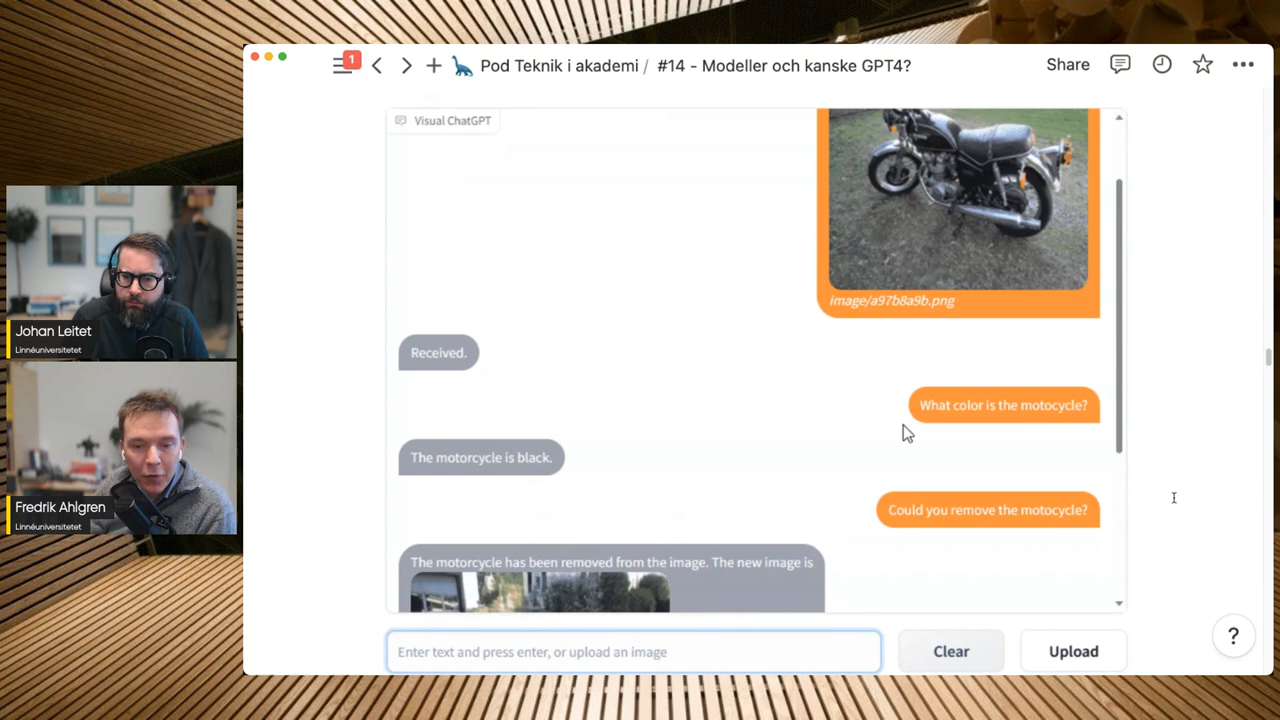 1
Pod Teknik i akademi / #14 - Modeller och kanske GPT4?
Share
Visual ChatGPT
image/a97b8a9b.png
Received.
What color is the motocycle?
The motorcycle is black.
Could you remove the motocycle?
The motorcycle has been removed from the image. The new image is
Enter text and press enter, or upload an image
Clear
Upload
?
Johan Leitet
Linnéuniversitetet
Fredrik Ahlgren
Linnéuniversitetet